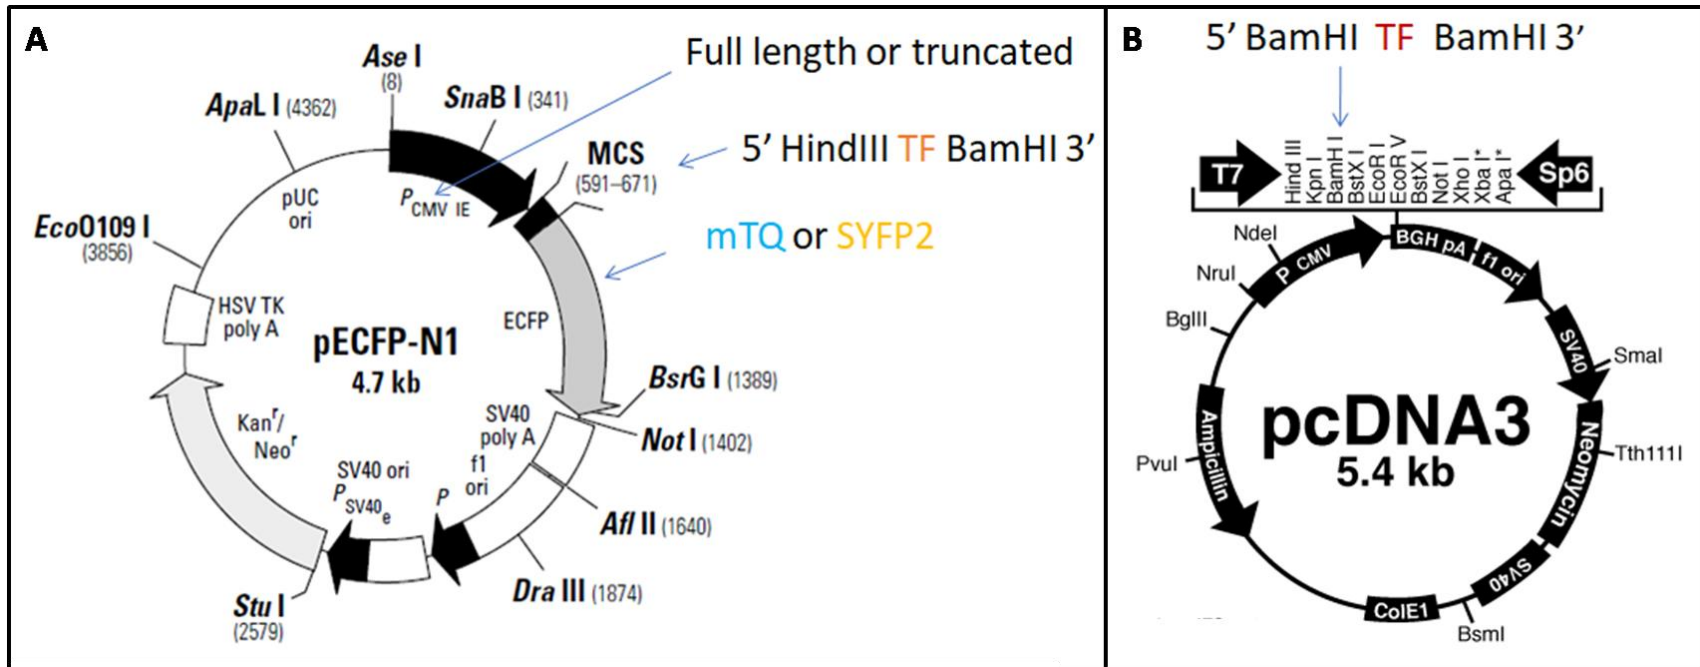 A
Full length or truncated
Ase I
(8)
SnaB I (341)
ApaL I (4362)
MCS
(591–671)
5’ HindIII TF BamHI 3’
PCMV IE
pUC
ori
EcoO109 I
(3856)
mTQ or SYFP2
HSV TK
poly A
ECFP
pECFP-N1
4.7 kb
BsrG I (1389)
Not I (1402)
SV40
poly A
Kanr/
Neor
f1
ori
SV40 ori
PSV40e
P
Afl II (1640)
Dra III (1874)
Stu I
(2579)
B
5’ BamHI TF BamHI 3’
T7
Hind III
Kpn I
BamH I
BstX I
EcoR I
EcoR V
BstX I
Not I
Xho I
Xba I*
Apa I*
Sp6
NdeI
NruI
BglII
P CMV
BGH pA
f1 ori
SV40
SmaI
pcDNA3
5.4 kb
Ampicillin
PvuI
Neomycin
Tth111I
SV40
ColE1
BsmI